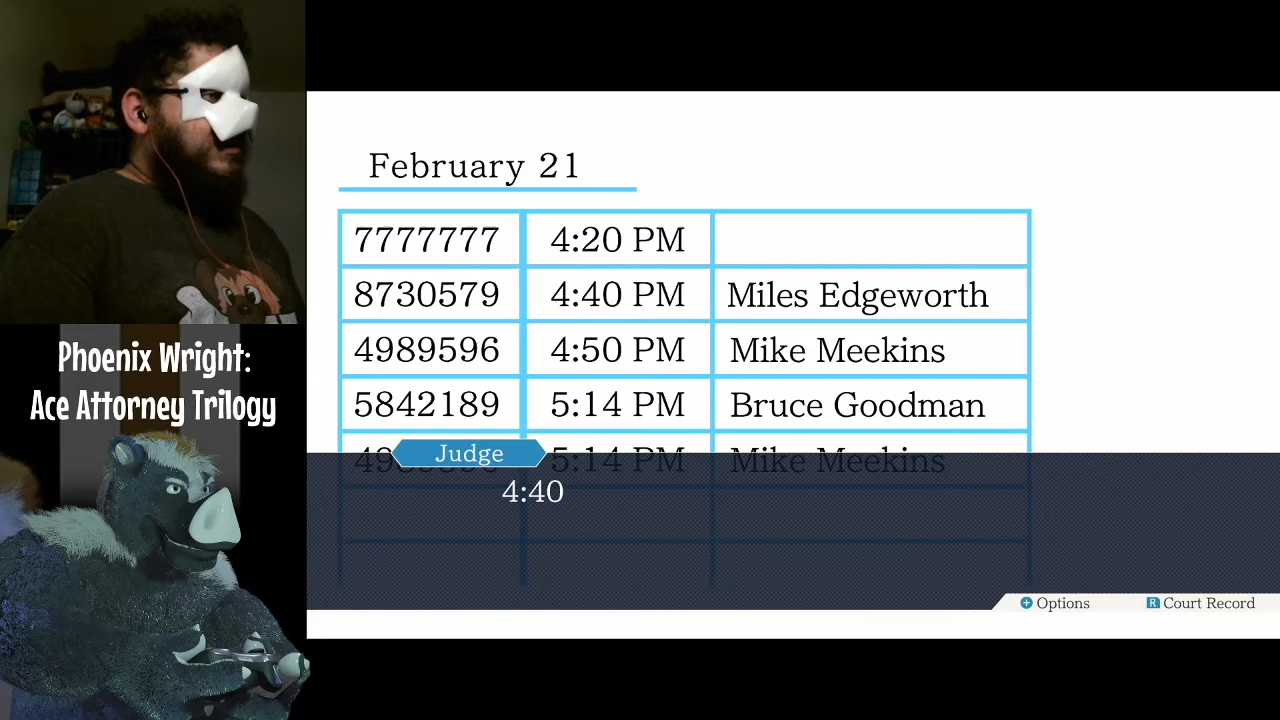 February 21
7777777 4:20 PM
8730579 4:40 PM Miles Edgeworth
4989596 4:50 PM Mike Meekins
5842189 5:14 PM Bruce Goodman
4989596 5:14 PM Mike Meekins
Judge
4:40
Options Court Record
Phoenix Wright:
Ace Attorney Trilogy